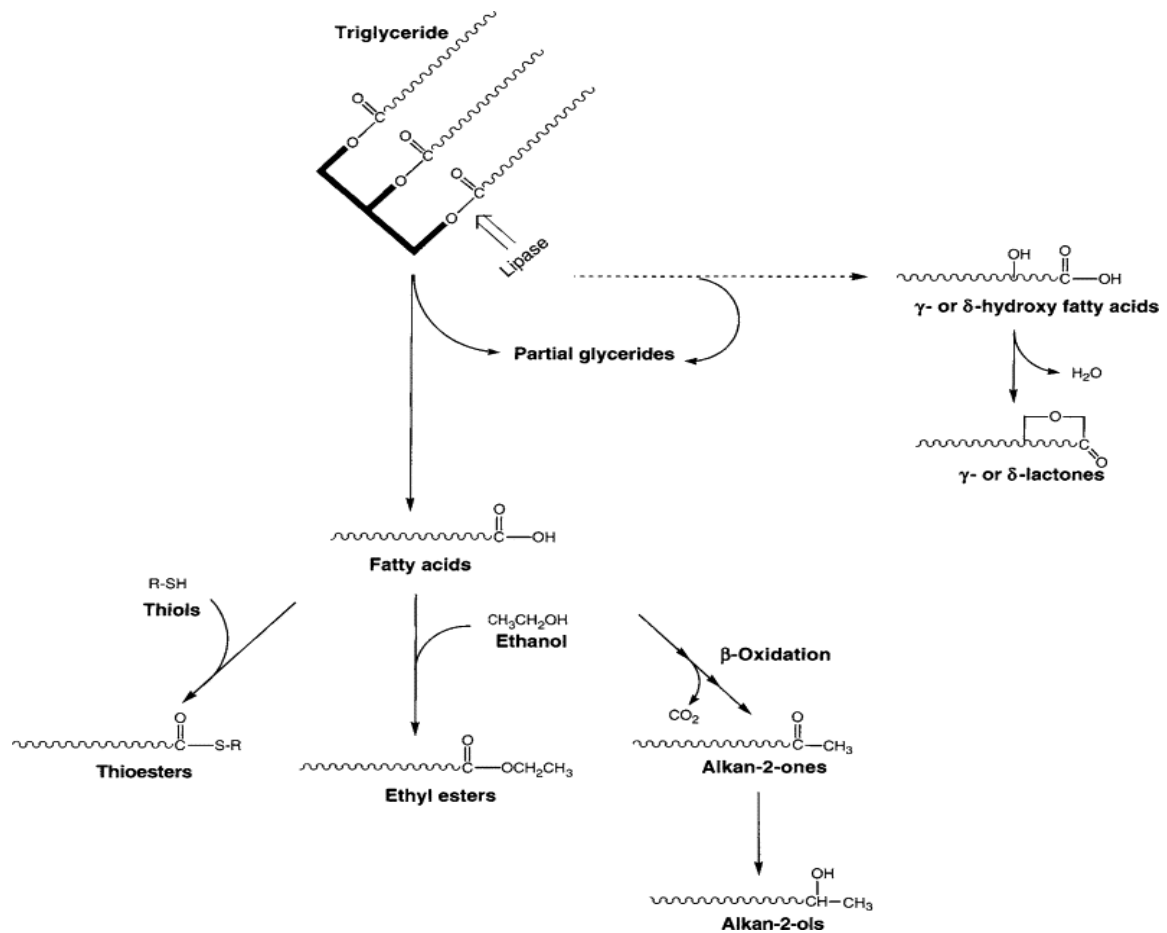 Triglyceride
O
C
O
O
C
O
O
C
O
Lipase
OH
O
C—OH
γ- or δ-hydroxy fatty acids
Partial glycerides
H₂O
O
C
O
γ- or δ-lactones
O
C—OH
Fatty acids
R-SH
Thiols
CH₃CH₂OH
Ethanol
β-Oxidation
CO₂
O
C—S-R
Thioesters
O
C—OCH₂CH₃
Ethyl esters
O
C—CH₃
Alkan-2-ones
OH
CH—CH₃
Alkan-2-ols